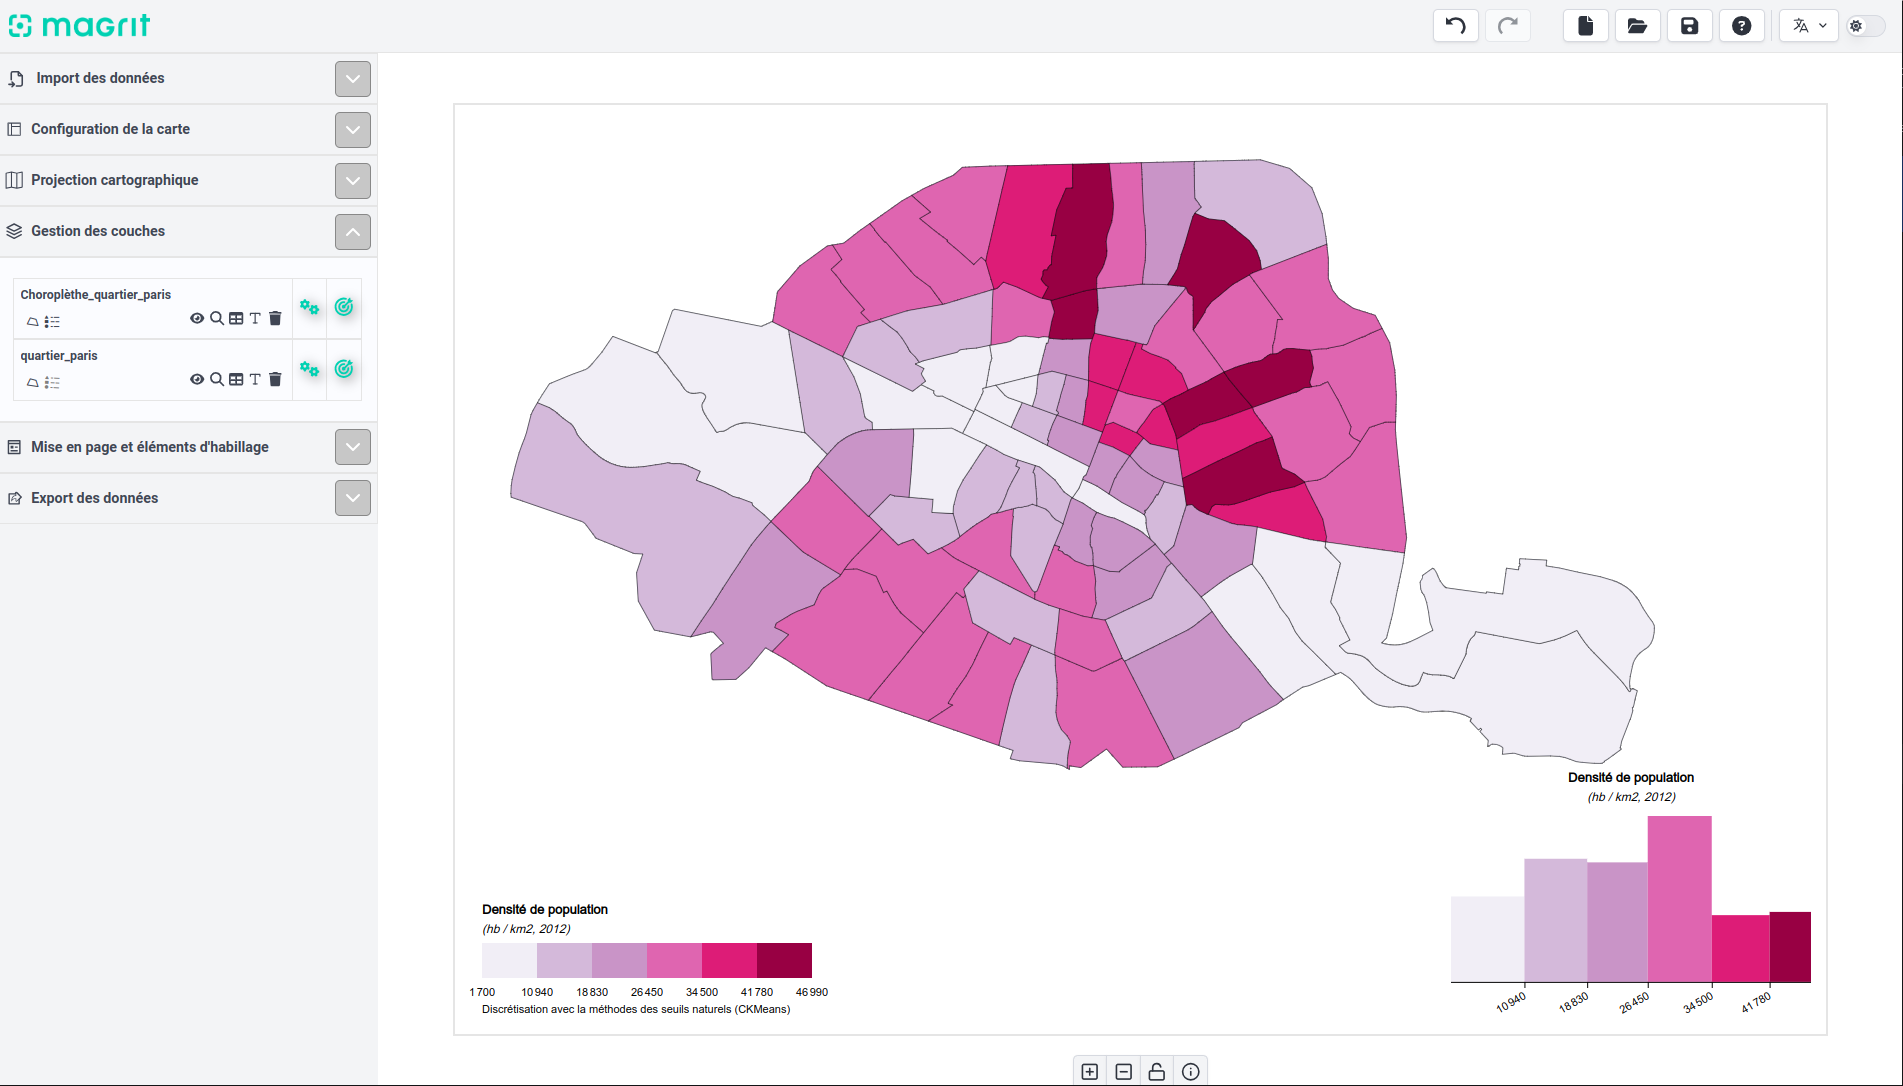 magrit
Import des données
Configuration de la carte
Projection cartographique
Gestion des couches
Choroplèthe_quartier_paris
quartier_paris
Mise en page et éléments d'habillage
Export des données
Densité de population
(hb / km2, 2012)
10 940 18 830 26 450 34 500 41 780
Densité de population
(hb / km2, 2012)
1 700 10 940 18 830 26 450 34 500 41 780 46 990
Discrétisation avec la méthodes des seuils naturels (CKMeans)